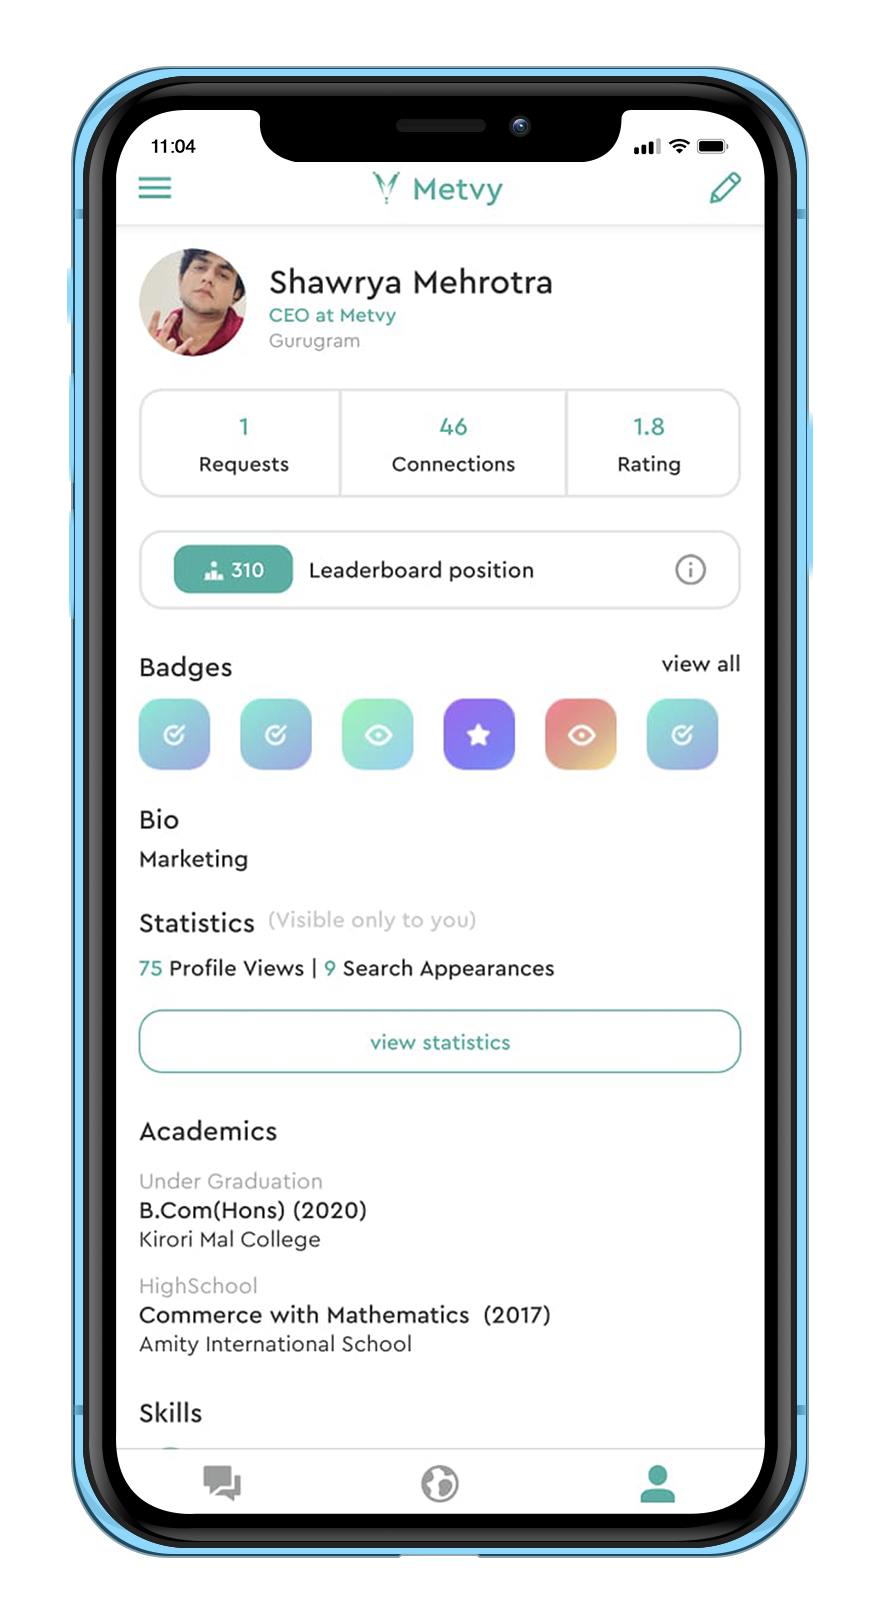 11:04
Metvy
Shawrya Mehrotra
CEO at Metvy
Gurugram
1 46 1.8
Requests Connections Rating
310 Leaderboard position
Badges view all
Bio
Marketing
Statistics (Visible only to you)
75 Profile Views | 9 Search Appearances
view statistics
Academics
Under Graduation
B.Com(Hons) (2020)
Kirori Mal College
HighSchool
Commerce with Mathematics (2017)
Amity International School
Skills